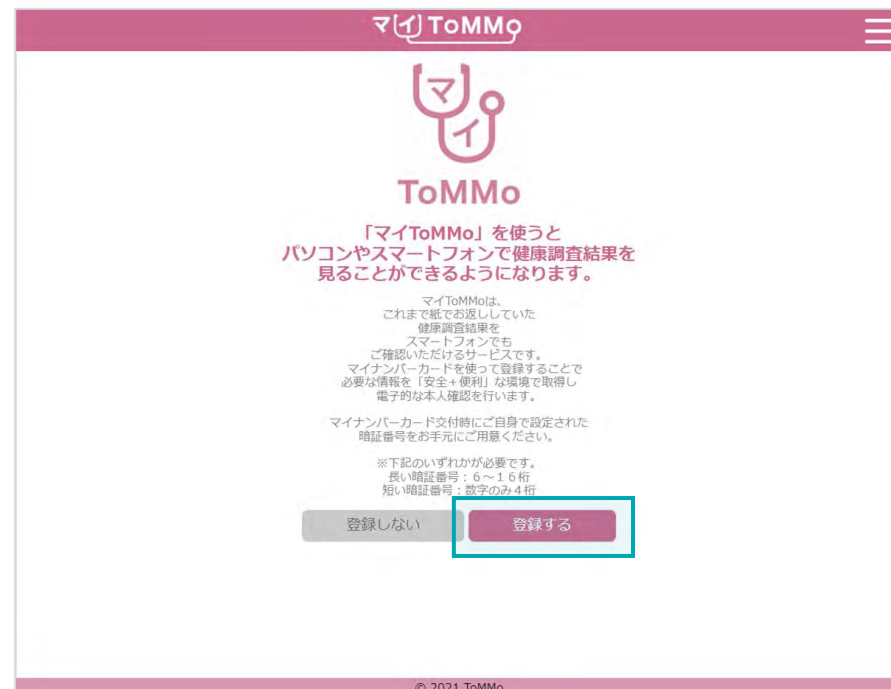 マイ ToMMo
マイ
ToMMo
「マイToMMo」を使うと
パソコンやスマートフォンで健康調査結果を
見ることができるようになります。
マイToMMoは、
これまで紙でお返ししていた
健康調査結果を
スマートフォンでも
ご確認いただけるサービスです。
マイナンバーカードを使って登録することで
必要な情報を「安全＋便利」な環境で取得し
電子的な本人確認を行います。
マイナンバーカード交付時にご自身で設定された
暗証番号をお手元にご用意ください。
※下記のいずれかが必要です。
長い暗証番号：6～16桁
短い暗証番号：数字のみ4桁
登録しない 登録する
© 2021 ToMMo